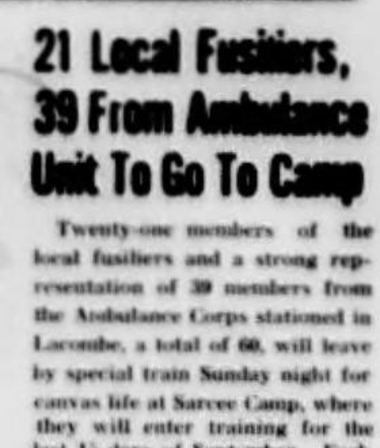 21 Local Fusiliers,
39 From Ambulance
Unit To Go To Camp
Twenty-one members of the
local fusiliers and a strong rep-
resentation of 39 members from
the Ambulance Corps stationed in
Lacombe, a total of 60, will leave
by special train Sunday night for
canvas life at Sarcee Camp, where
they will enter training for the